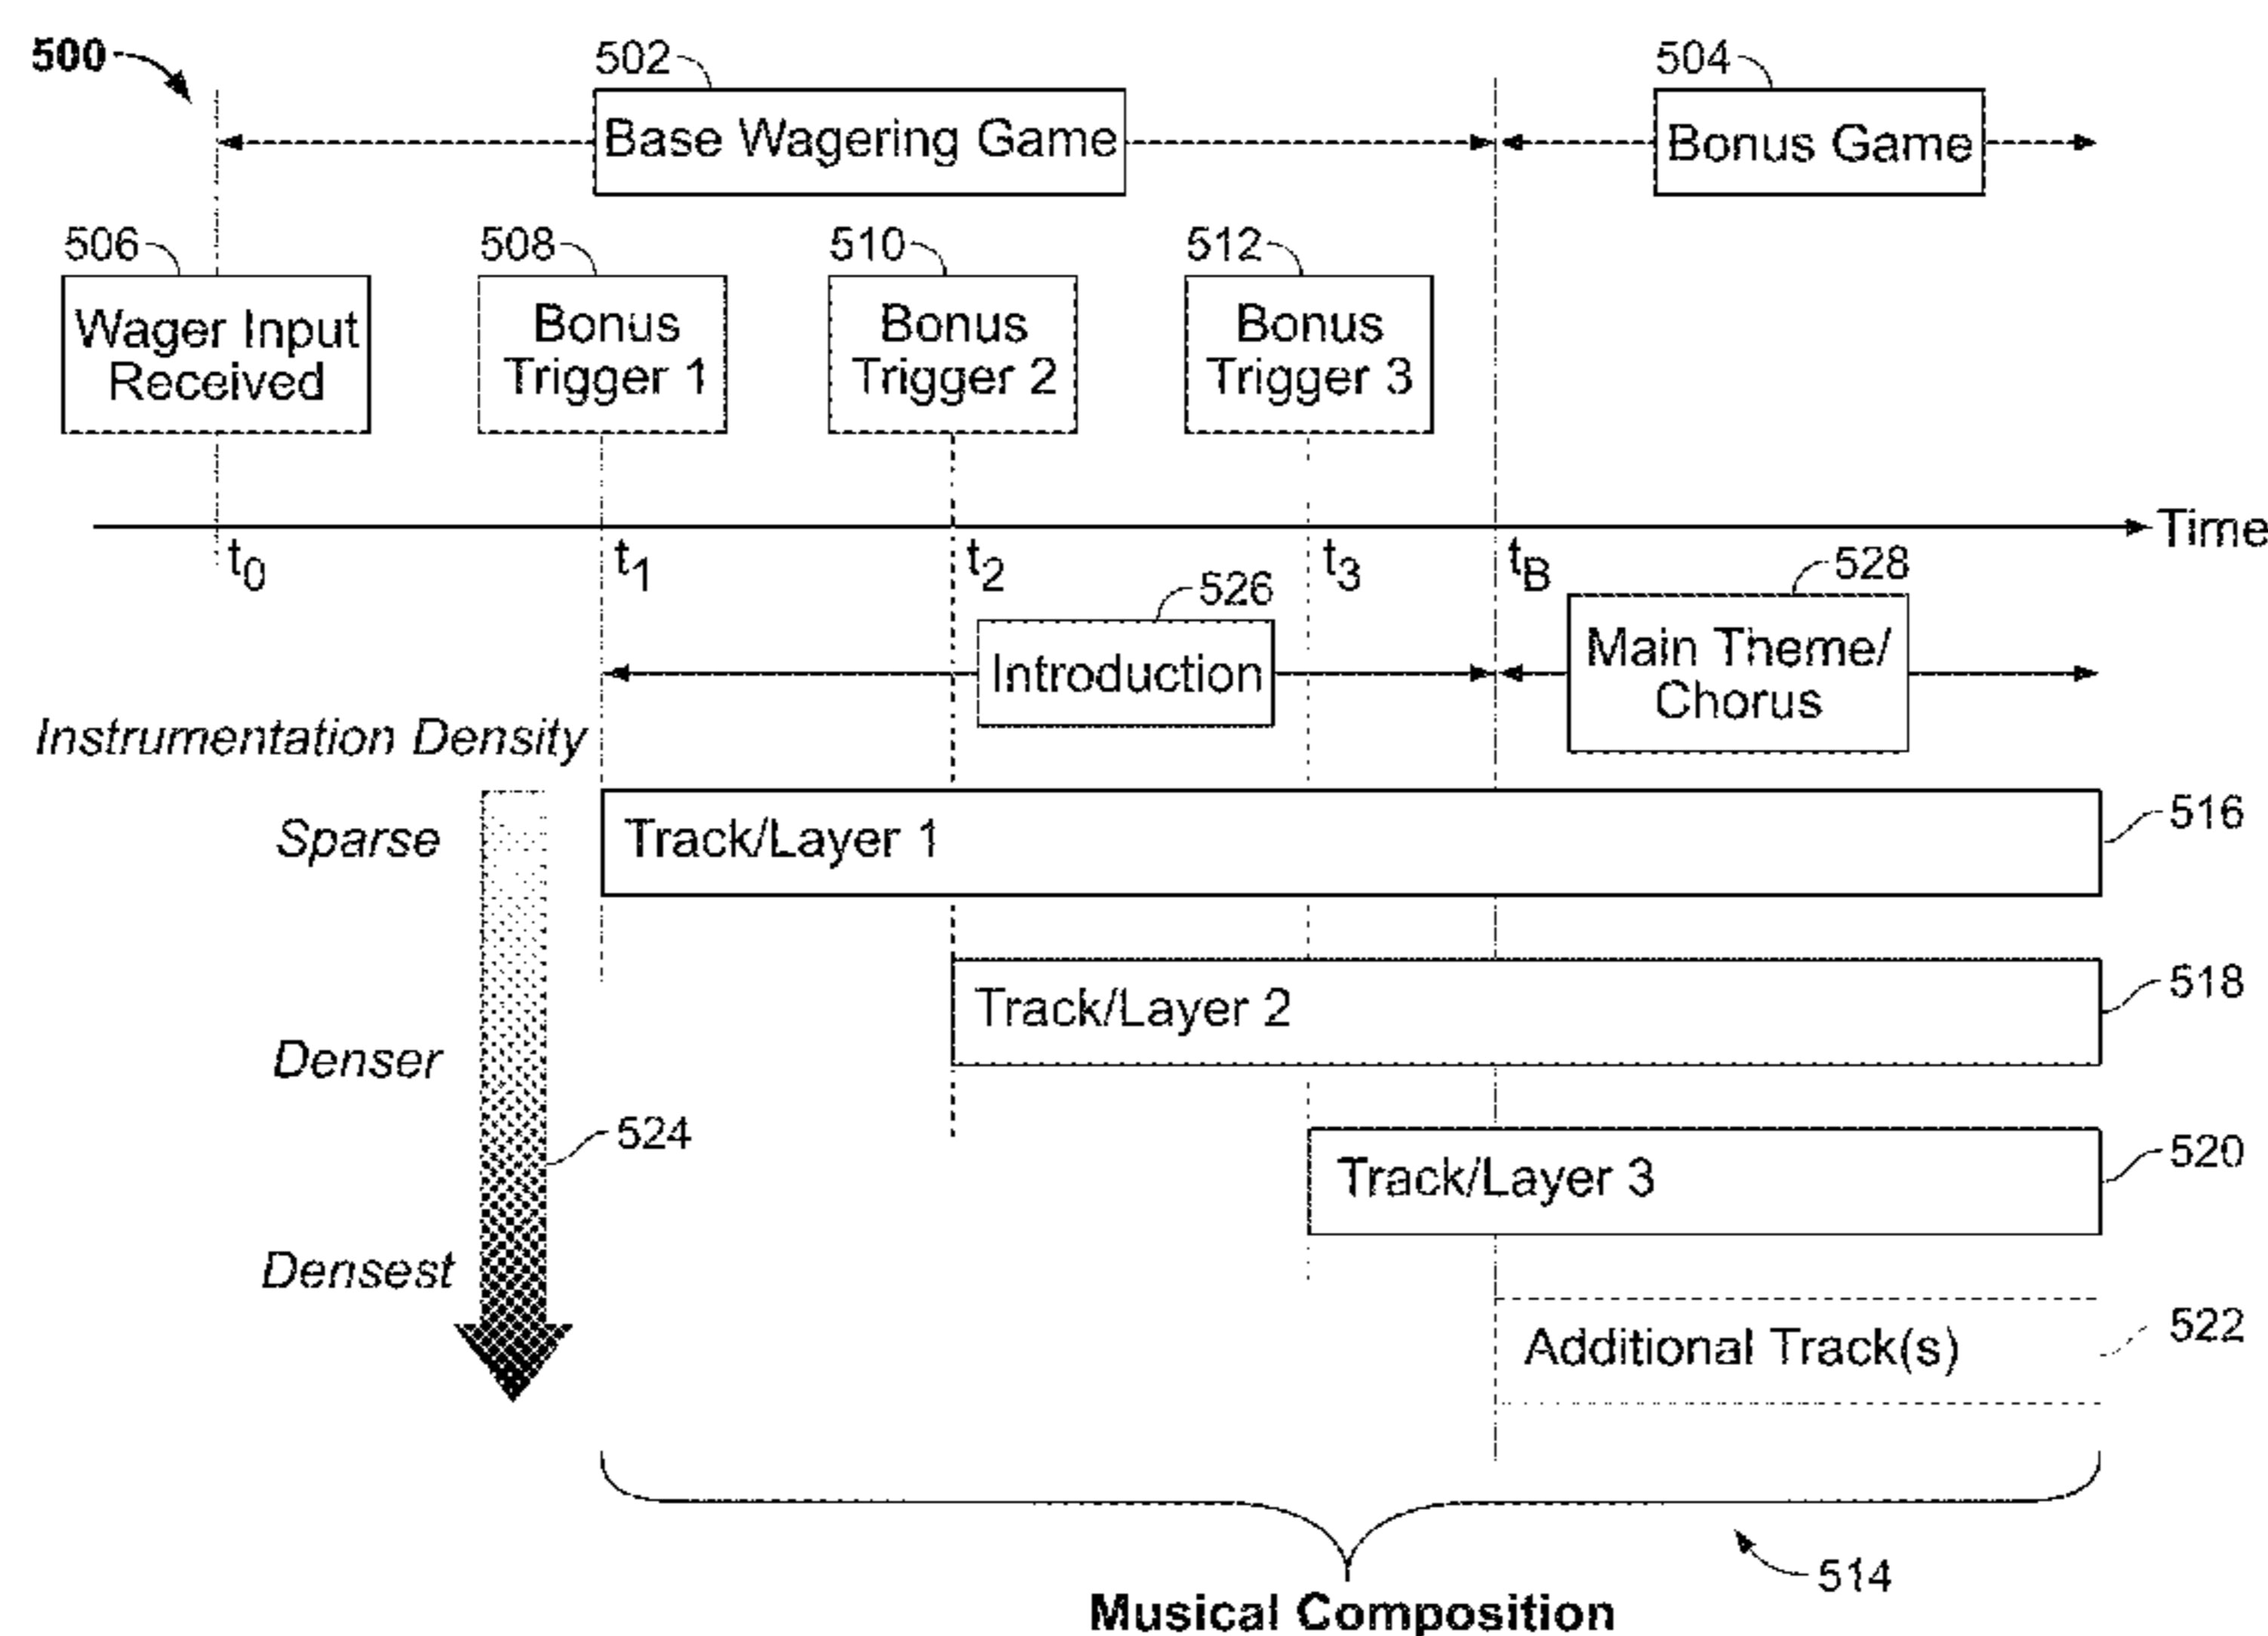 500
502
504
Base Wagering Game
Bonus Game
506
508
510
512
Wager Input
Received
Bonus
Trigger 1
Bonus
Trigger 2
Bonus
Trigger 3
Time
t0
t1
t2
t3
tB
526
528
Introduction
Main Theme/
Chorus
Instrumentation Density
Sparse
Track/Layer 1
516
Track/Layer 2
518
Denser
524
Track/Layer 3
520
Densest
Additional Track(s)
522
514
Musical Composition